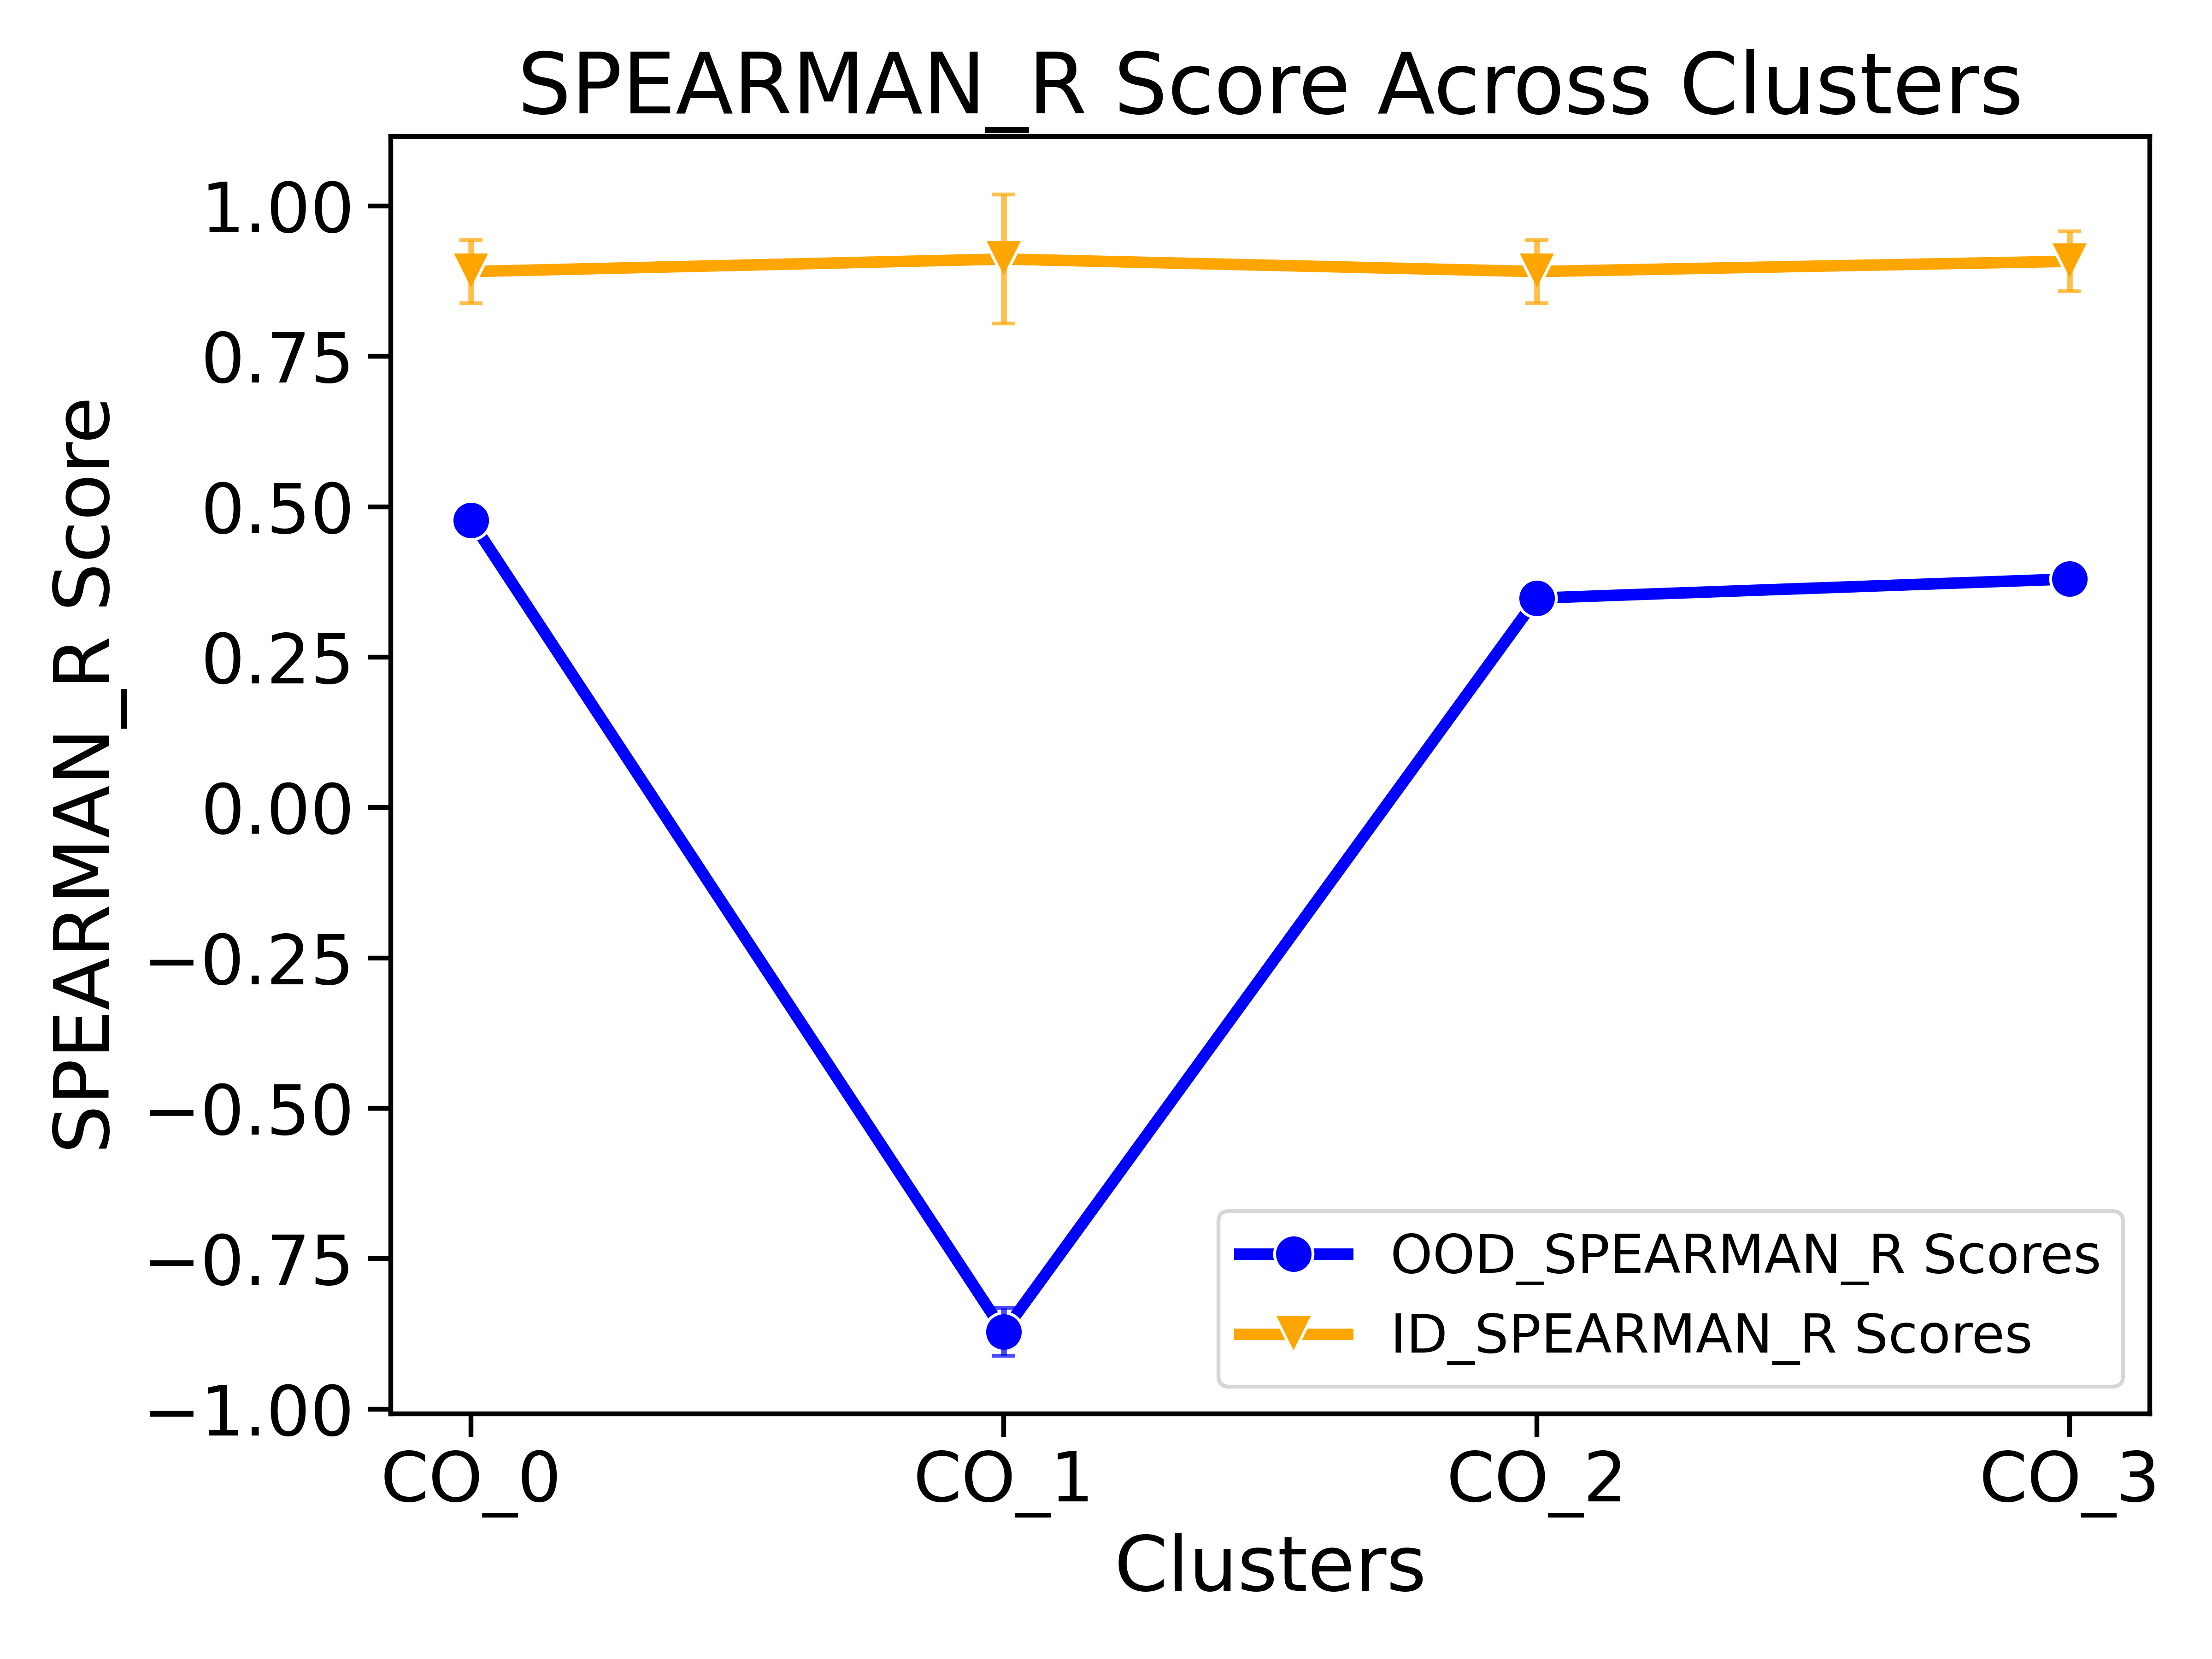 SPEARMAN_R Score Across Clusters
SPEARMAN_R Score
1.00
0.75
0.50
0.25
0.00
−0.25
−0.50
−0.75
−1.00
OOD_SPEARMAN_R Scores
ID_SPEARMAN_R Scores
CO_0 CO_1 CO_2 CO_3
Clusters